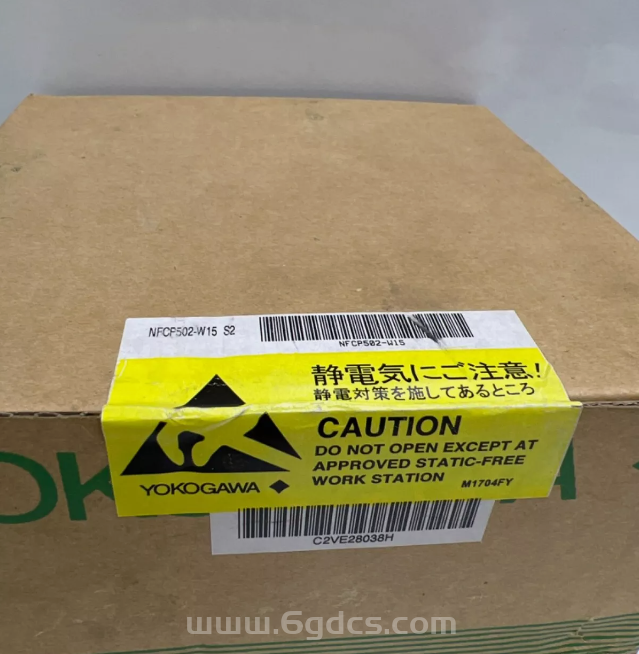 NFCP502-W15 S2
NFCP502-W15
静電気にご注意!
静電対策を施してあるところ
CAUTION
DO NOT OPEN EXCEPT AT
APPROVED STATIC-FREE
WORK STATION
M1704FY
YOKOGAWA
C2VE28038H
www.6gdcs.com